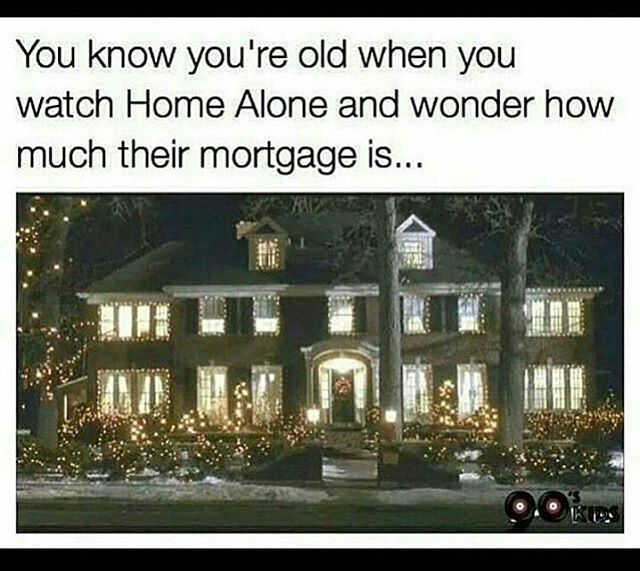 You know you're old when you
watch Home Alone and wonder how
much their mortgage is...
90's
KIDS